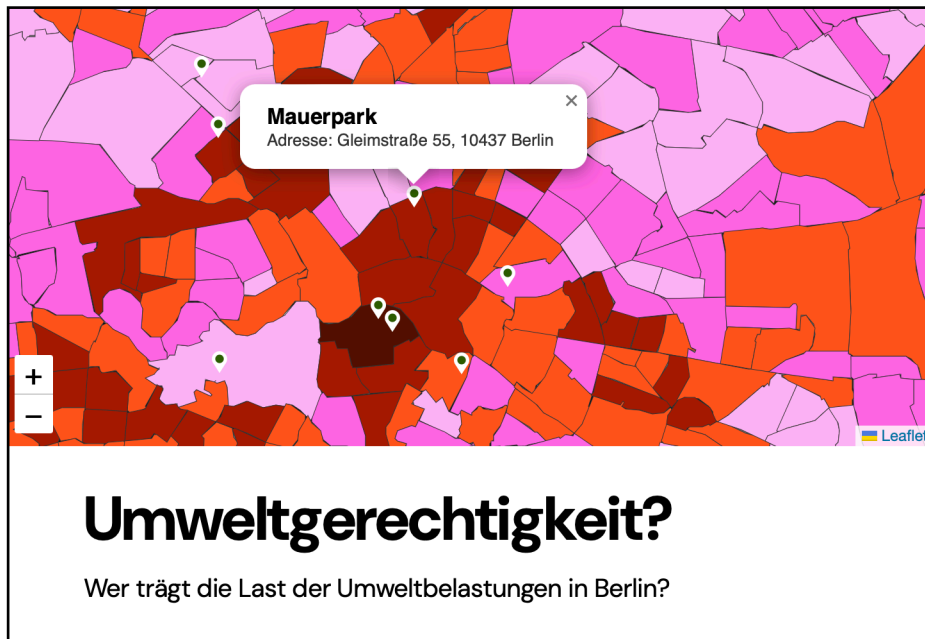 Mauerpark
×
Adresse: Gleimstraße 55, 10437 Berlin
+
−
Leaflet
Umweltgerechtigkeit?
Wer trägt die Last der Umweltbelastungen in Berlin?